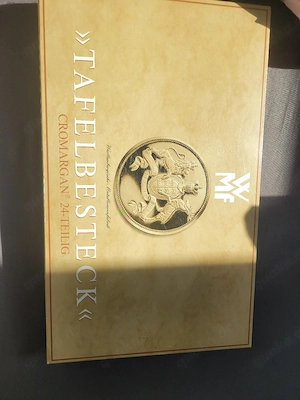 WMF
»TAFELBESTECK«
CROMARGAN 24-TEILIG